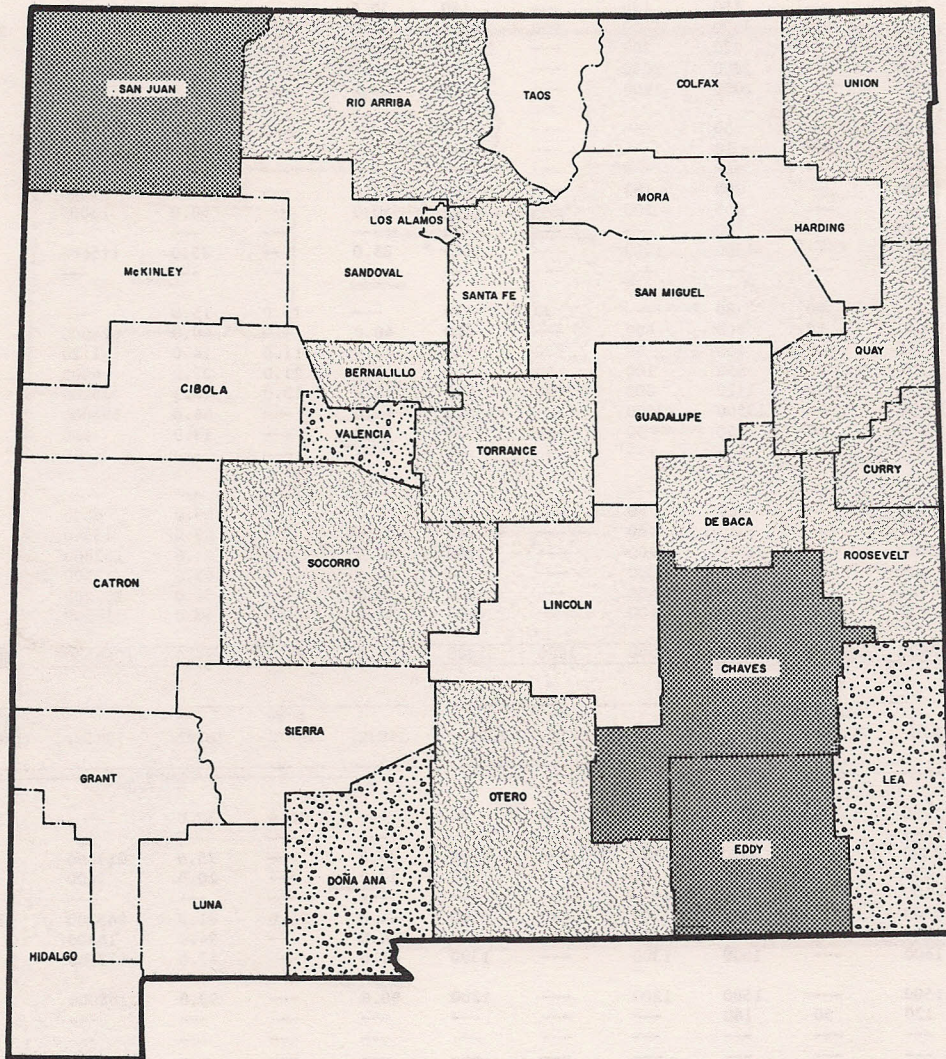 SAN JUAN
RIO ARRIBA
TAOS
COLFAX
UNION
MORA
HARDING
LOS ALAMOS
McKINLEY
SANDOVAL
SANTA FE
SAN MIGUEL
QUAY
CIBOLA
BERNALILLO
GUADALUPE
VALENCIA
TORRANCE
CURRY
DE BACA
ROOSEVELT
SOCORRO
CATRON
LINCOLN
CHAVES
SIERRA
GRANT
OTERO
LEA
EDDY
DOÑA ANA
LUNA
HIDALGO